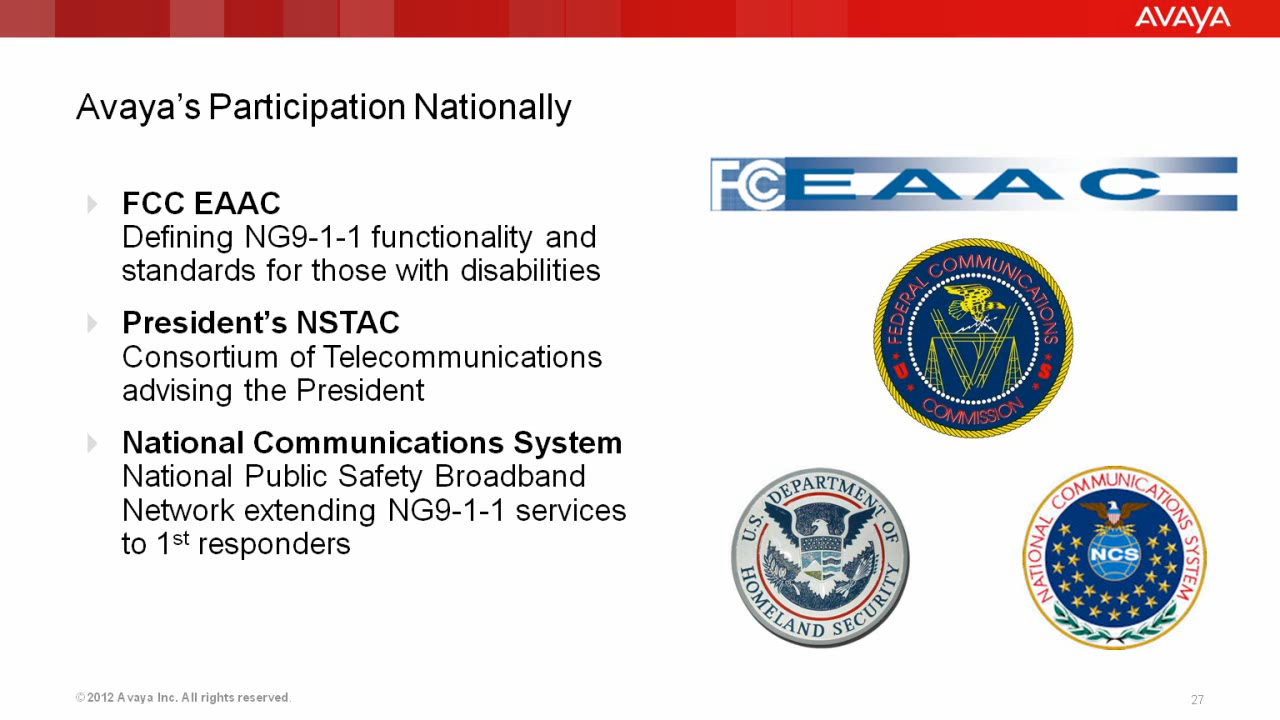 AVAYA
Avaya's Participation Nationally
FCC EAAC
Defining NG9-1-1 functionality and
standards for those with disabilities
President's NSTAC
Consortium of Telecommunications
advising the President
National Communications System
National Public Safety Broadband
Network extending NG9-1-1 services
to 1st responders
FCC EAAC
FEDERAL COMMUNICATIONS
U S
COMMISSION
U.S. DEPARTMENT OF
HOMELAND SECURITY
NATIONAL COMMUNICATIONS SYSTEM
NCS
© 2012 Avaya Inc. All rights reserved.
27